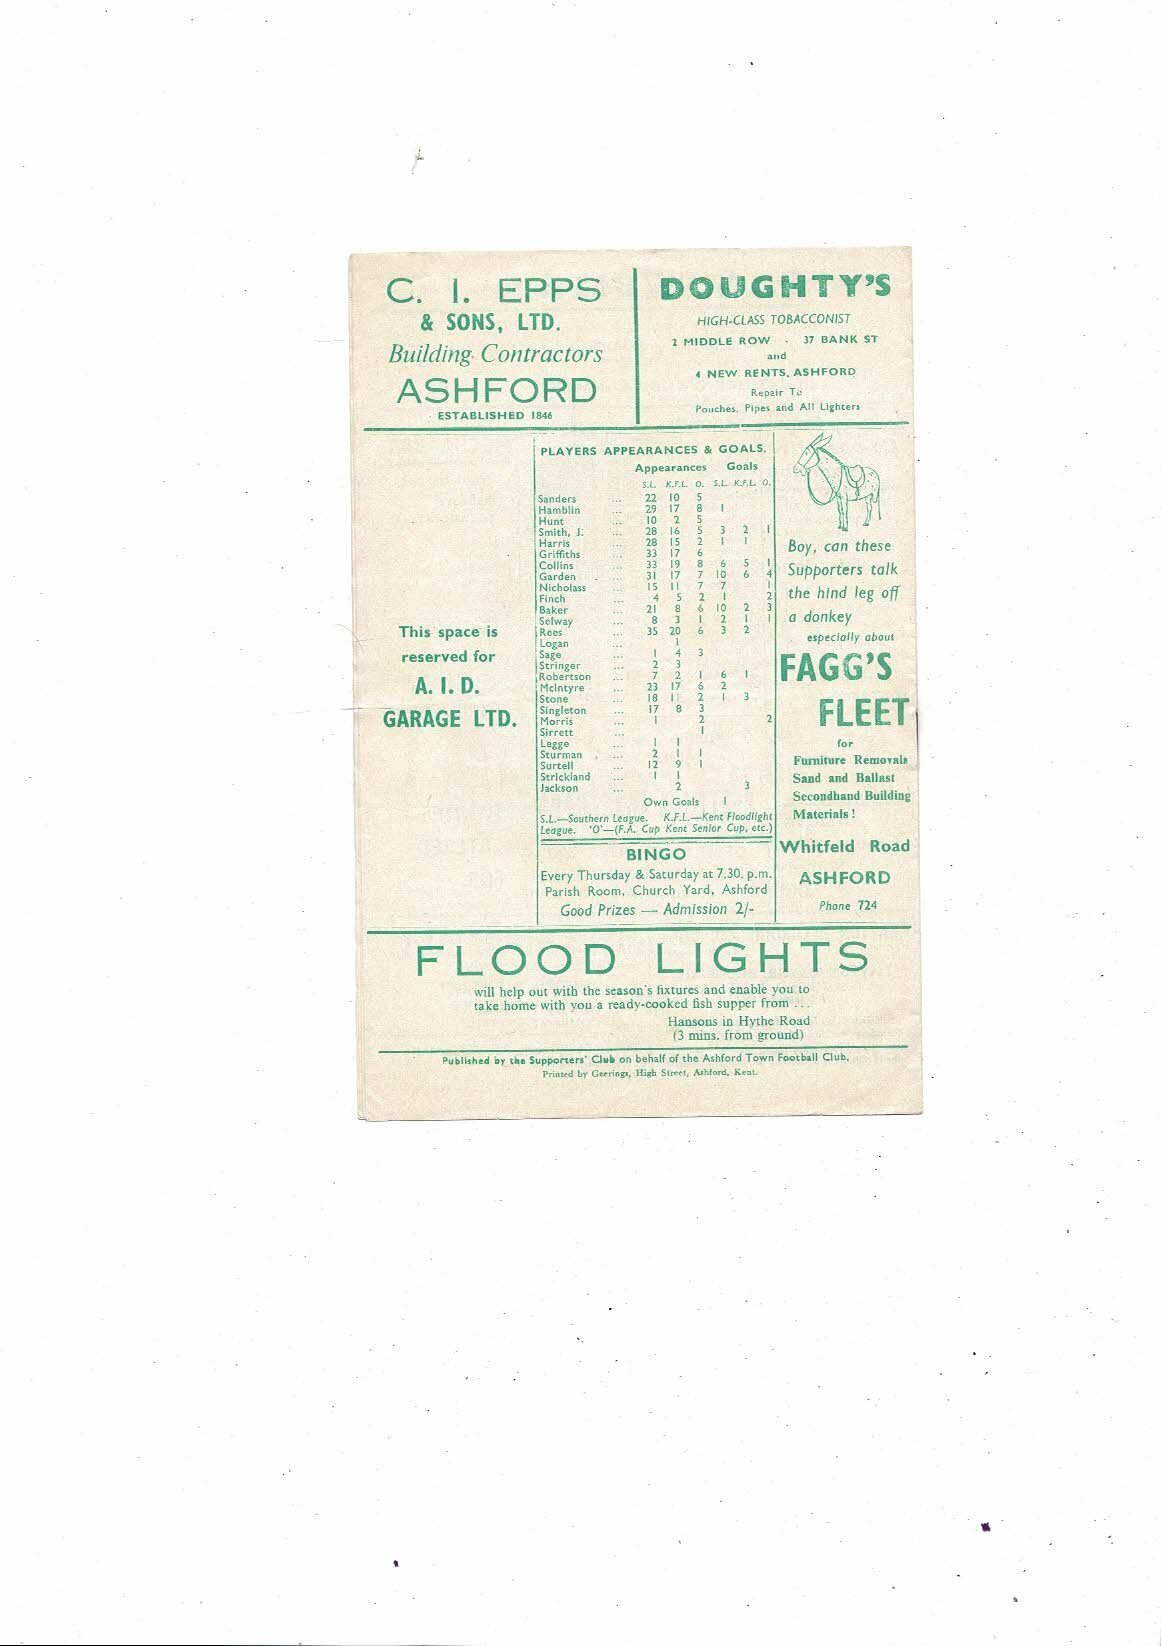 C. I. EPPS
& SONS, LTD.
Building Contractors
ASHFORD
ESTABLISHED 1846
DOUGHTY'S
HIGH-CLASS TOBACCONIST
2 MIDDLE ROW - 37 BANK ST
and
4 NEW RENTS, ASHFORD
Repair To
Pouches, Pipes and All Lighters
This space is
reserved for
A. I. D.
GARAGE LTD.
PLAYERS APPEARANCES & GOALS.
Appearances Goals
S.L. K.F.L. O. S.L. K.F.L. O.
Sanders ... 22 10 5
Hamblin ... 29 17 8 1
Hunt ... 10 2 5
Smith, J. ... 28 16 5 3 2 1
Harris ... 28 15 2 1 1
Griffiths ... 33 17 6
Collins ... 33 19 8 6 5 1
Garden ... 31 17 7 10 6 4
Nicholass ... 15 11 7 7 1
Finch ... 4 5 2 1 2
Baker ... 21 8 6 10 2 3
Selway ... 8 3 1 2 1 1
Rees ... 35 20 6 3 2
Logan ... 1
Sage ... 1 4 3
Stringer ... 2 3
Robertson ... 7 2 1 6 1
McIntyre ... 23 17 6 2
Stone ... 18 11 2 1 3
Singleton ... 17 8 3
Morris ... 1 2 2
Sirrett ... 1
Legge ... 1 1
Sturman ... 2 1 1
Surtell ... 12 9 1
Strickland ... 1 1
Jackson ... 2 3
Own Goals 1
S.L.—Southern League. K.F.L.—Kent Floodlight
League. 'O'—(F.A. Cup Kent Senior Cup, etc.)
BINGO
Every Thursday & Saturday at 7.30. p.m.
Parish Room, Church Yard, Ashford
Good Prizes — Admission 2/-
Boy, can these
Supporters talk
the hind leg off
a donkey
especially about
FAGG'S
FLEET
for
Furniture Removals
Sand and Ballast
Secondhand Building
Materials !
Whitfeld Road
ASHFORD
Phone 724
FLOOD LIGHTS
will help out with the season's fixtures and enable you to
take home with you a ready-cooked fish supper from ...
Hansons in Hythe Road
(3 mins. from ground)
Published by the Supporters' Club on behalf of the Ashford Town Football Club.
Printed by Geerings, High Street, Ashford, Kent.